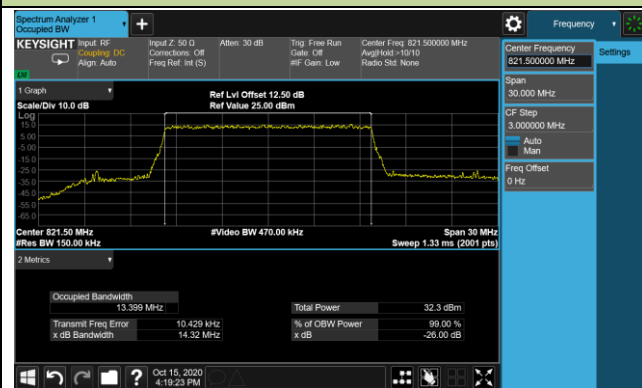 Spectrum Analyzer 1
Occupied BW
Frequency
KEYSIGHT
Input: RF
Coupling: DC
Align: Auto
Input Z: 50 Ω
Corrections: Off
Freq Ref: Int (S)
Atten: 30 dB
Trig: Free Run
Gate: Off
#IF Gain: Low
Center Freq: 821.500000 MHz
Avg|Hold:>10/10
Radio Std: None
Center Frequency
821.500000 MHz
Settings
Span
30.000 MHz
CF Step
3.000000 MHz
Auto
Man
Freq Offset
0 Hz
1 Graph
Scale/Div 10.0 dB
Ref Lvl Offset 12.50 dB
Ref Value 25.00 dBm
Log
15.0
5.00
-5.00
-15.0
-25.0
-35.0
-45.0
-55.0
-65.0
Center 821.50 MHz
#Video BW 470.00 kHz
Span 30 MHz
#Res BW 150.00 kHz
Sweep 1.33 ms (2001 pts)
2 Metrics
Occupied Bandwidth
13.399 MHz
Total Power 32.3 dBm
Transmit Freq Error 10.429 kHz
% of OBW Power 99.00 %
x dB Bandwidth 14.32 MHz
x dB -26.00 dB
Oct 15, 2020
4:19:23 PM